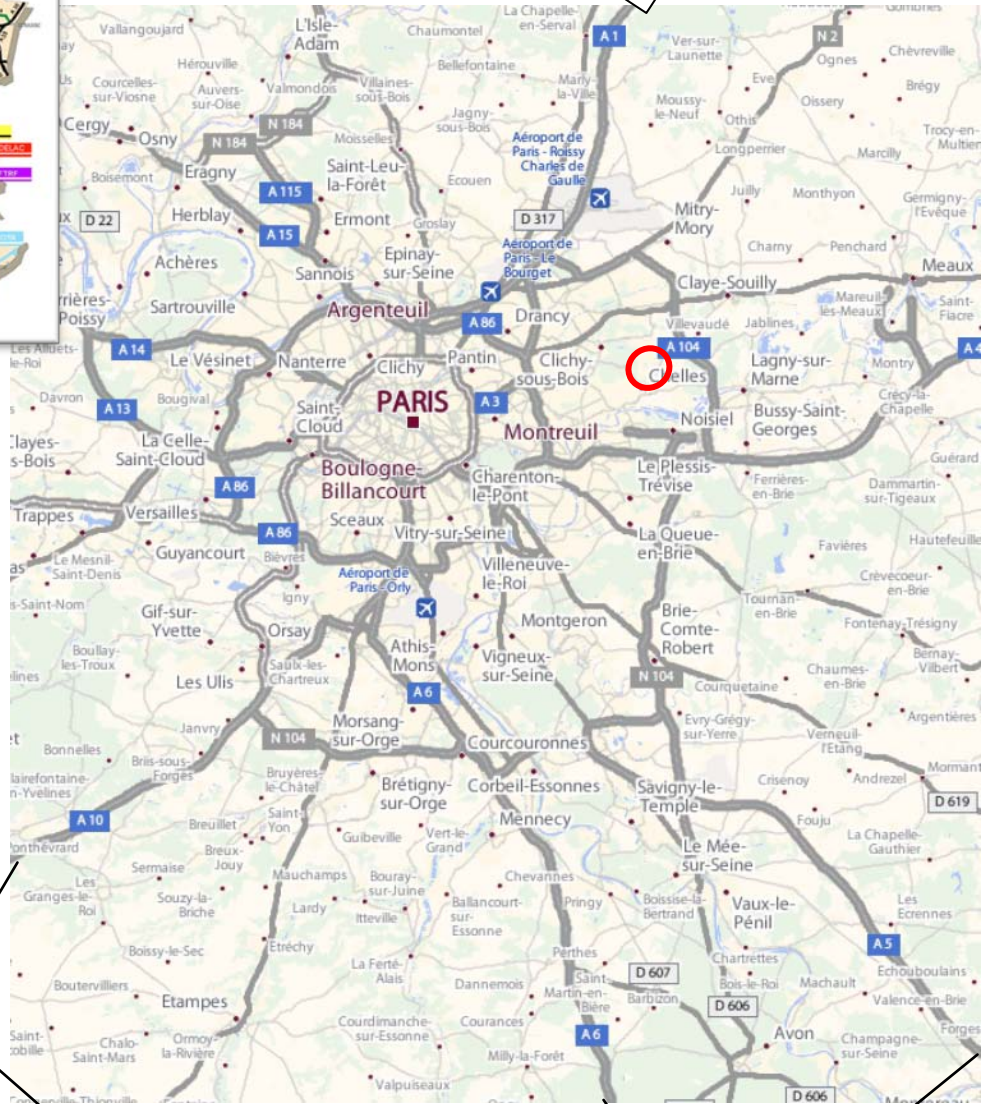 La Chapelle-
en-Serval
L'Isle-
Adam
Vallangoujard
Chaumontel
A 1
N 2
Ver-sur-
Launette
Ognes
Chèvreville
Hérouville
Bellefontaine
Courcelles-
sur-Viosne
Auvers-
sur-Oise
Valmondois
Villaines-
sous-Bois
Marly-
la-Ville
Eve
Brégy
Jagny-
sous-Bois
Moussy-
le-Neuf
Oissery
Othis
Cergy
Osny
N 184
N 184
Moisselles
Aéroport de
Paris - Roissy
Charles de
Gaulle
Longperrier
Marcilly
Trocy-en-
Multien
Boisemont
Eragny
Saint-Leu-
la-Forêt
Ecouen
A 115
Juilly
Monthyon
Germigny-
l'Evêque
D 22
Herblay
Ermont
Groslay
D 317
Mitry-
Mory
A 15
Achères
Epinay-
sur-Seine
Aéroport de
Paris - Le
Bourget
Charny
Penchard
Meaux
Sannois
Claye-Souilly
Poissy
Sartrouville
Argenteuil
A 86
Drancy
Villevaudé
Jablines
Mareuil-
lès-Meaux
Saint-
Fiacre
Les Alluets-
le-Roi
A 14
Le Vésinet
Nanterre
Clichy
Pantin
Clichy-
sous-Bois
A 104
Chelles
Lagny-sur-
Marne
Montry
A 4
Davron
A 13
Bougival
Saint-
Cloud
PARIS
A 3
Noisiel
Bussy-Saint-
Georges
Crécy-la-
Chapelle
La Celle-
Saint-Cloud
Montreuil
Guérard
Boulogne-
Billancourt
Charenton-
le-Pont
Le Plessis-
Trévise
Ferrières-
en-Brie
Dammartin-
sur-Tigeaux
A 86
Trappes
Versailles
Sceaux
Vitry-sur-Seine
La Queue-
en-Brie
Favières
Hautefeuille
A 86
Guyancourt
Bièvres
Le Mesnil-
Saint-Denis
Aéroport de
Paris - Orly
Villeneuve-
le-Roi
Crèvecoeur-
en-Brie
Igny
Tournan-
en-Brie
Gif-sur-
Yvette
Orsay
Montgeron
Brie-
Comte-
Robert
Fontenay-Trésigny
Boullay-
les-Troux
Saulx-les-
Chartreux
Athis-
Mons
Vigneux-
sur-Seine
Bernay-
Vilbert
Les Ulis
N 104
Chaumes-
en-Brie
A 6
Courquetaine
Janvry
N 104
Morsang-
sur-Orge
Evry-Grégy-
sur-Yerre
Argentières
Bonnelles
Briis-sous-
Forges
Courcouronnes
Verneuil-
l'Etang
Bruyères-
le-Châtel
Brétigny-
sur-Orge
Corbeil-Essonnes
Savigny-le-
Temple
Crisenoy
Andrezel
D 619
A 10
Breuillet
Saint-
Yon
Mennecy
Fouju
Guibeville
Vert-le-
Grand
La Chapelle-
Gauthier
Breux-
Jouy
Le Mée-
sur-Seine
Sermaise
Mauchamps
Bouray-
sur-Juine
Chevannes
Les
Granges-le-
Roi
Souzy-la-
Briche
Lardy
Itteville
Ballancourt-
sur-
Essonne
Pringy
Boissise-la-
Bertrand
Vaux-le-
Pénil
Les
Ecrennes
Boissy-le-Sec
Etréchy
A 5
La Ferté-
Alais
Perthes
Chartrettes
Boutervilliers
Dannemois
Saint-
Martin-en-
Bière
D 607
Barbizon
Bois-le-Roi
Machault
Echouboulains
Etampes
D 606
Valence-en-Brie
Chalo-
Saint-Mars
Ormoy-
la-Rivière
Courdimanche-
sur-Essonne
Courances
A 6
Avon
Champagne-
sur-Seine
Forges
Milly-la-Forêt
Valpuiseaux
D 606